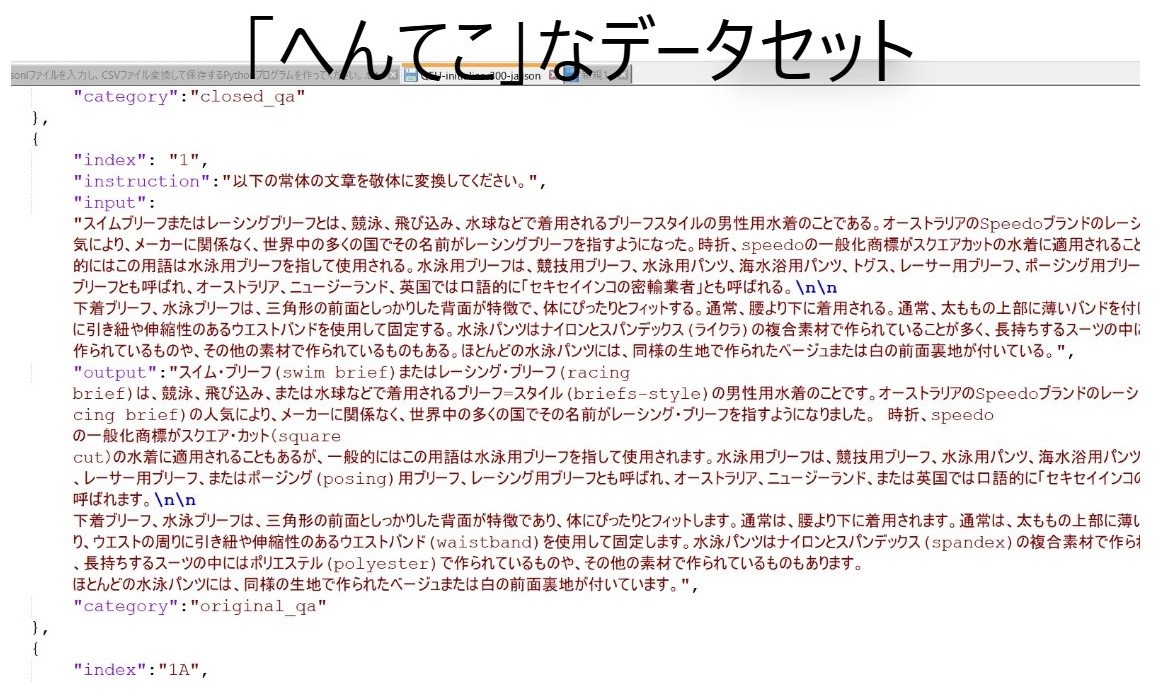 「へんてこ」なデータセット
sonlファイルを入力し、CSVファイル変換して保存するPythonプログラムを作ってください。
"category":"closed_qa"
},
{
"index": "1",
"instruction":"以下の常体の文章を敬体に変換してください。",
"input":
"スイムブリーフまたはレーシングブリーフとは、競泳、飛び込み、水球などで着用されるブリーフスタイルの男性用水着のことである。オーストラリアのSpeedoブランドのレーシ
気により、メーカーに関係なく、世界中の多くの国でその名前がレーシングブリーフを指すようになった。時折、speedoの一般化商標がスクエアカットの水着に適用されること
的にはこの用語は水泳用ブリーフを指して使用される。水泳用ブリーフは、競技用ブリーフ、水泳用パンツ、海水浴用パンツ、トグス、レーサー用ブリーフ、ポージング用ブリー
ブリーフとも呼ばれ、オーストラリア、ニュージーランド、英国では口語的に「セキセイインコの密輸業者」とも呼ばれる。\n\n
下着ブリーフ、水泳ブリーフは、三角形の前面としっかりした背面が特徴で、体にぴったりとフィットする。通常、腰より下に着用される。通常、太ももの上部に薄いバンドを付け
に引き紐や伸縮性のあるウエストバンドを使用して固定する。水泳パンツはナイロンとスパンデックス(ライクラ)の複合素材で作られていることが多く、長持ちするスーツの中に
作られているものや、その他の素材で作られているものもある。ほとんどの水泳パンツには、同様の生地で作られたベージュまたは白の前面裏地が付いている。",
"output":"スイム・ブリーフ(swim brief)またはレーシング・ブリーフ(racing
brief)は、競泳、飛び込み、または水球などで着用されるブリーフ=スタイル(briefs-style)の男性用水着のことです。オーストラリアのSpeedoブランドのレーシ
cing brief)の人気により、メーカーに関係なく、世界中の多くの国でその名前がレーシング・ブリーフを指すようになりました。 時折、speedo
の一般化商標がスクエア・カット(square
cut)の水着に適用されることもあるが、一般的にはこの用語は水泳用ブリーフを指して使用されます。水泳用ブリーフは、競技用ブリーフ、水泳用パンツ、海水浴用パンツ
、レーサー用ブリーフ、またはポージング(posing)用ブリーフ、レーシング用ブリーフとも呼ばれ、オーストラリア、ニュージーランド、または英国では口語的に「セキセイインコの
呼ばれます。\n\n
下着ブリーフ、水泳ブリーフは、三角形の前面としっかりした背面が特徴であり、体にぴったりとフィットします。通常は、腰より下に着用されます。通常は、太ももの上部に薄い
り、ウエストの周りに引き紐や伸縮性のあるウエストバンド(waistband)を使用して固定します。水泳パンツはナイロンとスパンデックス(spandex)の複合素材で作られ
、長持ちするスーツの中にはポリエステル(polyester)で作られているものや、その他の素材で作られているものもあります。
ほとんどの水泳パンツには、同様の生地で作られたベージュまたは白の前面裏地が付いています。",
"category":"original_qa"
},
{
"index":"1A",